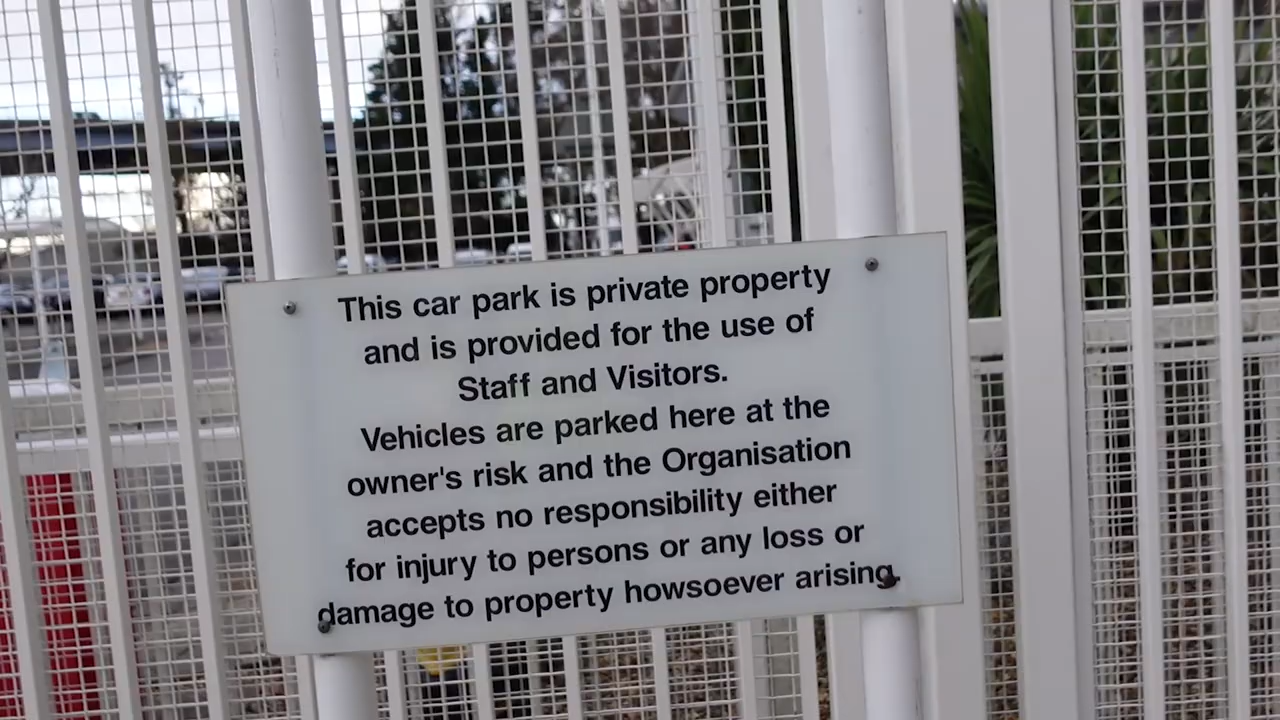 This car park is private property
and is provided for the use of
Staff and Visitors.
Vehicles are parked here at the
owner's risk and the Organisation
accepts no responsibility either
for injury to persons or any loss or
damage to property howsoever arising.